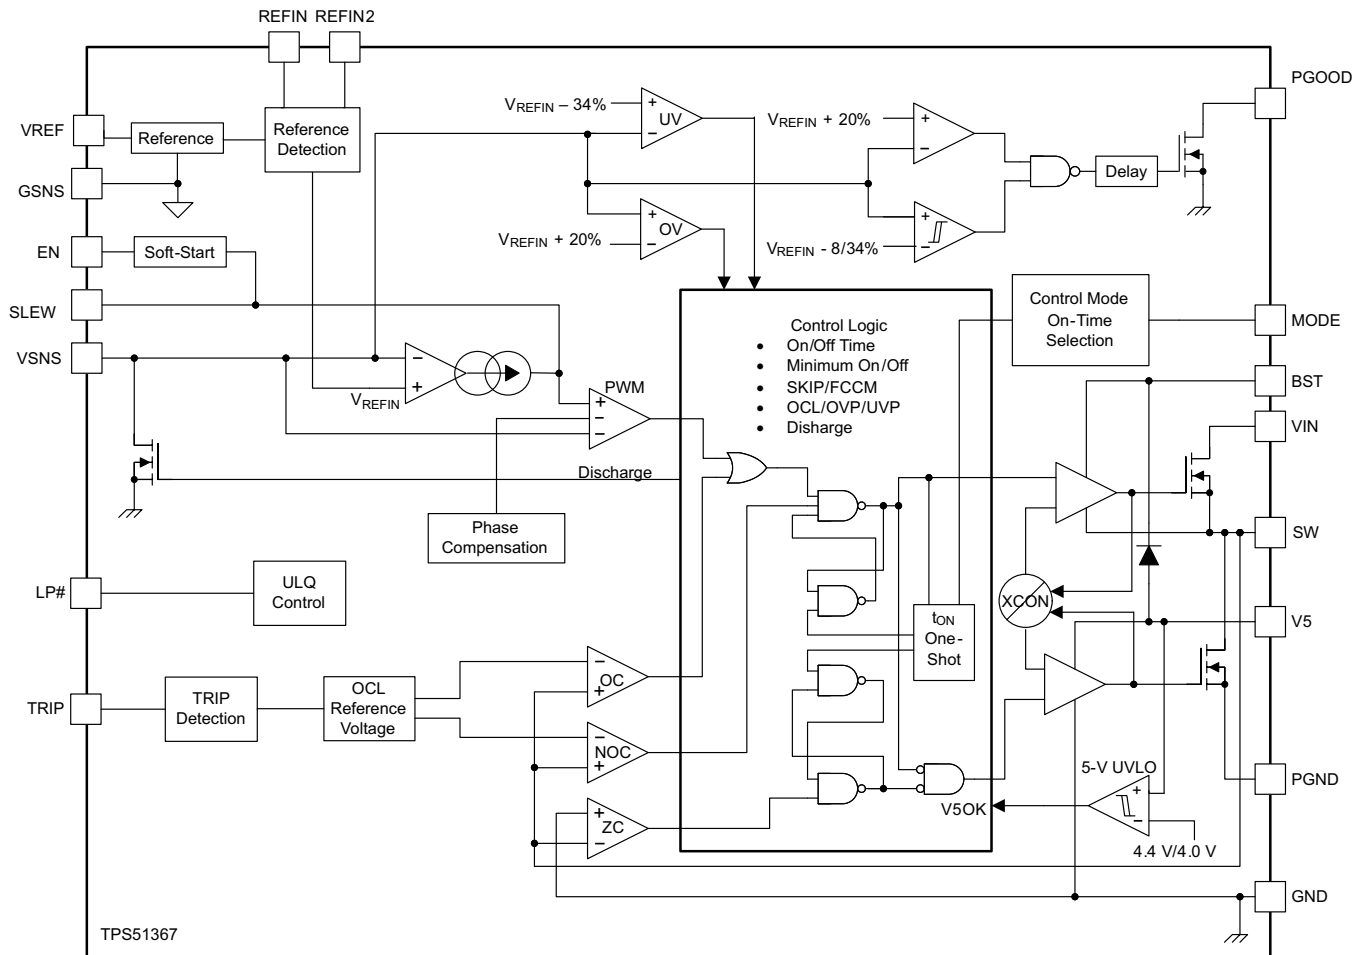 REFIN REFIN2
PGOOD
VREF
Reference
Reference
Detection
VREFIN – 34%
+
UV
–
VREFIN + 20%
+
–
Delay
GSNS
+
OV
–
VREFIN + 20%
+
–
VREFIN - 8/34%
EN
Soft-Start
SLEW
VSNS
–
+
VREFIN
PWM
+
–
–
Control Logic
• On/Off Time
• Minimum On/Off
• SKIP/FCCM
• OCL/OVP/UVP
• Disharge
Control Mode
On-Time
Selection
MODE
BST
VIN
Discharge
Phase
Compensation
SW
LP#
ULQ
Control
XCON
V5
tON
One-
Shot
TRIP
TRIP
Detection
OCL
Reference
Voltage
–
OC
+
–
NOC
+
+
ZC
–
5-V UVLO
+
–
V5OK
4.4 V/4.0 V
PGND
GND
TPS51367